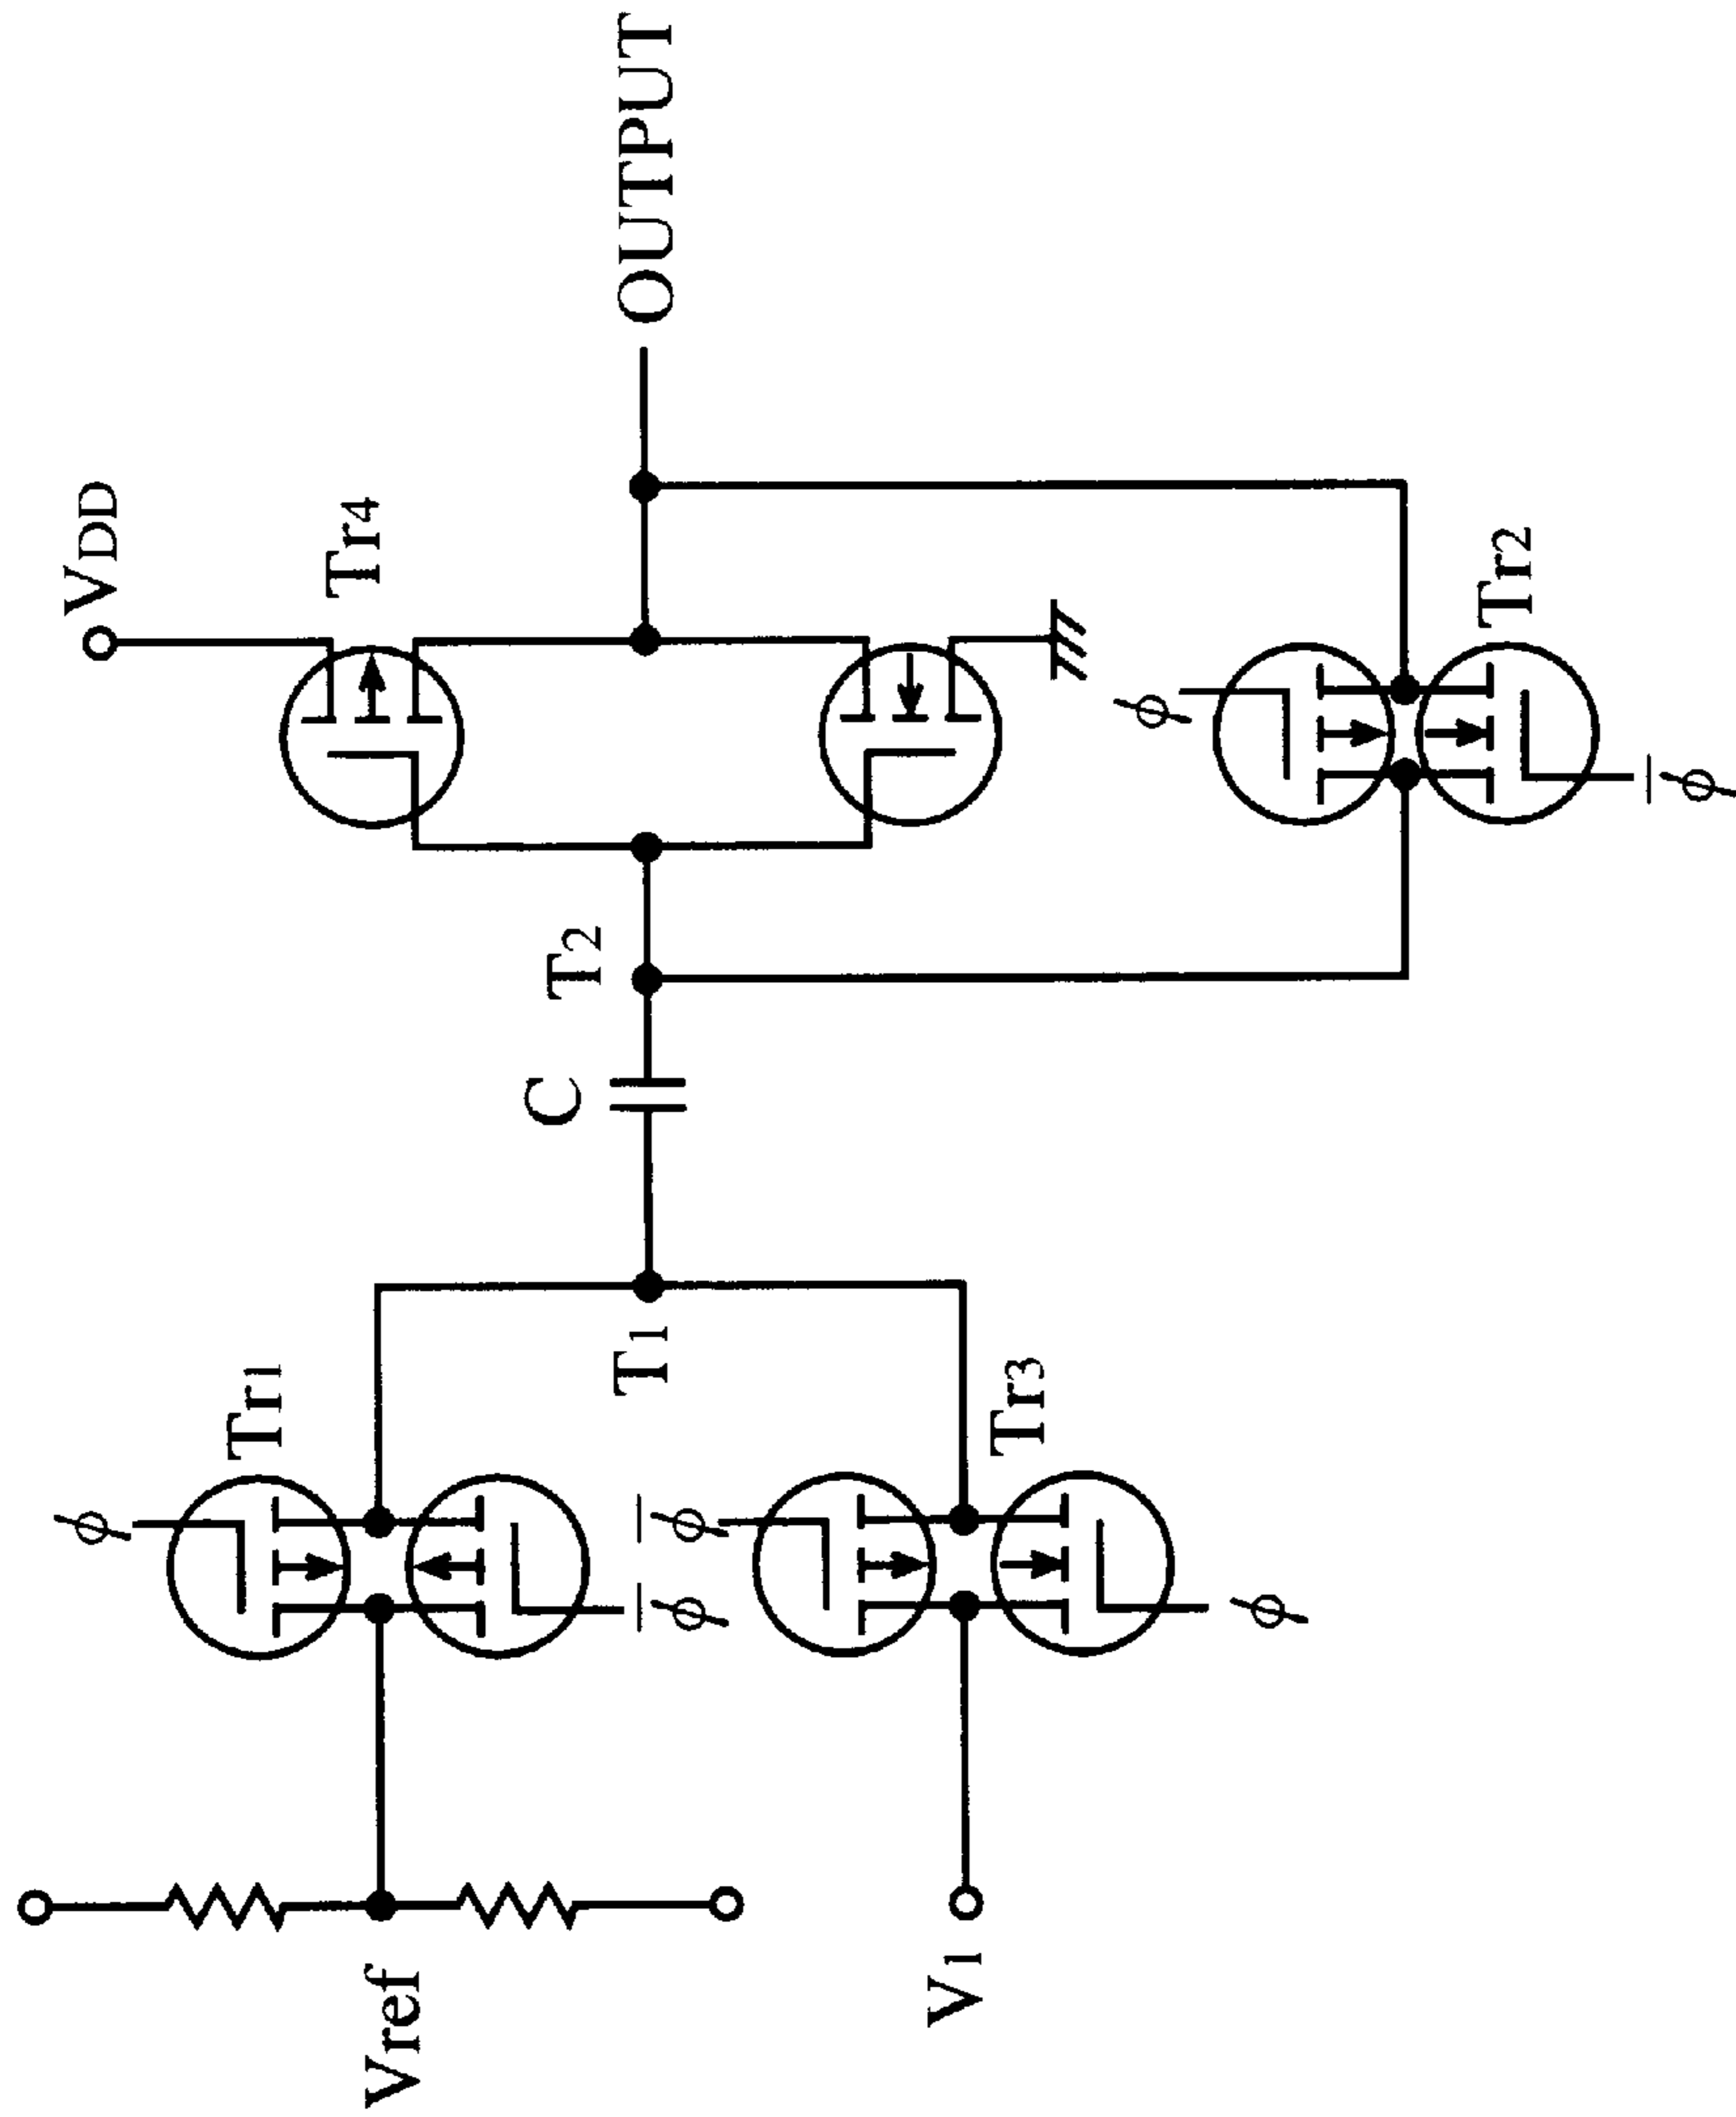 φ
VDD
Tr1
Tr4
Vref
C
T2
T1
OUTPUT
φ̅
φ̅
V1
Tr3
φ
φ
Tr2
φ̅